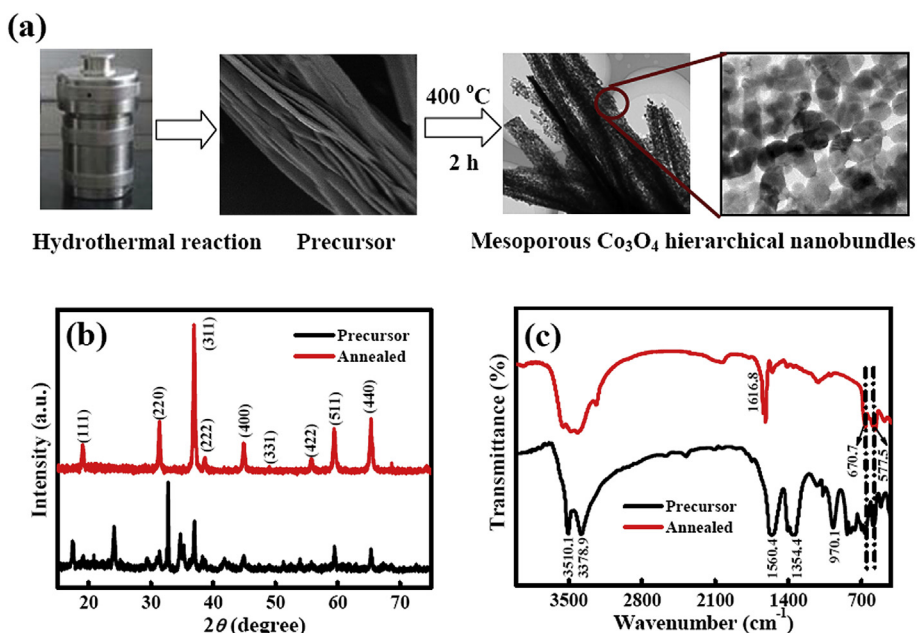 (a)
400 °C
2 h
Hydrothermal reaction
Precursor
Mesoporous Co₃O₄ hierarchical nanobundles
(b)
Precursor
Annealed
(111)
(220)
(311)
(222)
(400)
(331)
(422)
(511)
(440)
Intensity (a.u.)
20 30 40 50 60 70
2θ (degree)
(c)
1616.8
670.7
577.5
Precursor
Annealed
3510.1
3378.9
1560.4
1354.4
970.1
Transmittance (%)
3500 2800 2100 1400 700
Wavenumber (cm⁻¹)